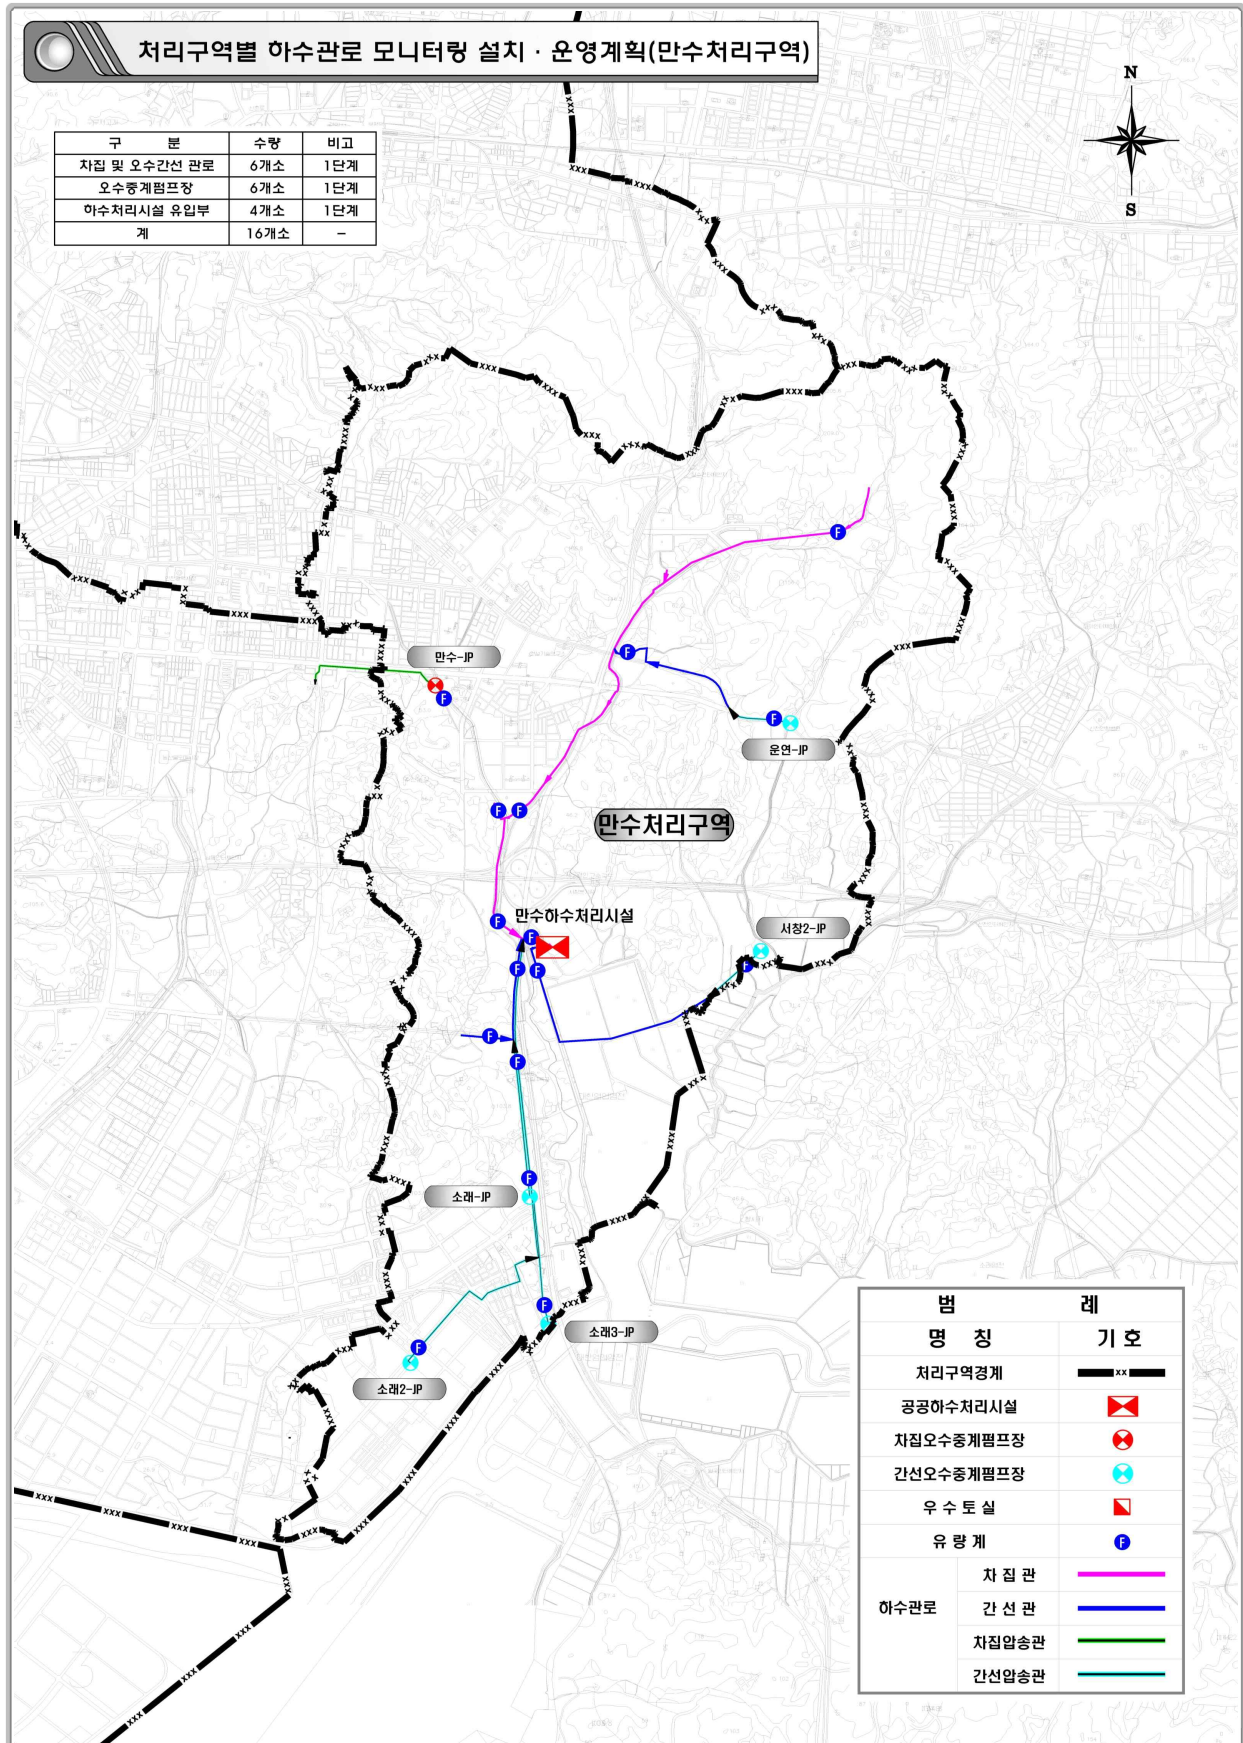 처리구역별 하수관로 모니터링 설치 · 운영계획(만수처리구역)
N
S
구 분 수량 비고
차집 및 오수간선 관로 6개소 1단계
오수중계펌프장 6개소 1단계
하수처리시설 유입부 4개소 1단계
계 16개소 –
F
만수-JP
F
F
F
운연-JP
F F
만수처리구역
F
만수하수처리시설
F
서창2-JP
F
F
F
F
F
F
소래-JP
F
소래3-JP
F
소래2-JP
범 례
명 칭 기 호
처리구역경계 xx
공공하수처리시설
차집오수중계펌프장
간선오수중계펌프장
우 수 토 실
유 량 계 F
하수관로
차 집 관
간 선 관
차집압송관
간선압송관